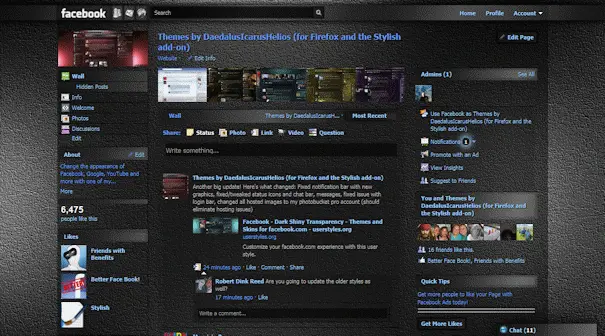 facebook
Search
Home Profile Account
Themes by DaedalusIcarusHelios (for Firefox and the Stylish
add-on)
Website · Edit Info
Edit Page
Wall
Hidden Posts
Info
Welcome
Photos
Discussions
Edit
About Edit
Change the appearance of
Facebook, Google, YouTube and
more with one of my...
More
6,475
people like this
Likes
Friends with
Benefits
Better Face Book!
Stylish
Wall Themes by DaedalusIcarusH... Most Recent
Share: Status Photo Link Video Question
Write something...
Themes by DaedalusIcarusHelios (for Firefox and the Stylish add-on)
Another big update! Here's what changed: Fixed notification bar with new
graphics, fixed/tweaked status icons and chat bar, messages, fixed issue with
login bar, changed all hosted images to my photobucket pro account (should
eliminate hosting issues)
Facebook - Dark Shiny Transparency - Themes and
Skins for facebook.com - userstyles.org
userstyles.org
Customize your facebook.com experience with this user
style.
24 minutes ago · Like · Comment · Share
Robert Dink Reed Are you going to update the older styles as
well?
17 minutes ago · Like
Write a comment...
Admins (1) See All
Use Facebook as Themes by
DaedalusIcarusHelios (for Firefox
and the Stylish add-on)
Notifications 1
Promote with an Ad
View Insights
Suggest to Friends
You and Themes by
DaedalusIcarusHelios (for Firefox
and the Stylish add-on)
16 friends like this.
Better Face Book!, Friends with Benefits
Quick Tips
Get more people to like your Page with
Facebook Ads today!
Get More Likes
Chat (11)